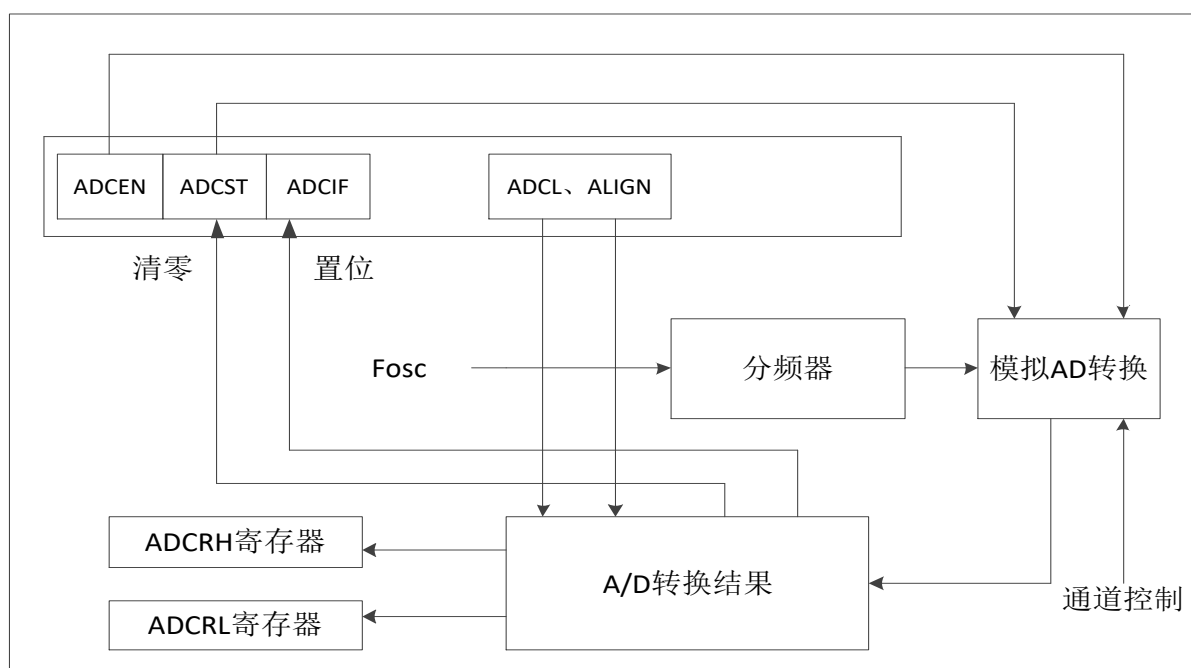 ADCEN
ADCST
ADCIF
ADCL、ALIGN
清零
置位
Fosc
分频器
模拟AD转换
ADCRH寄存器
A/D转换结果
ADCRL寄存器
通道控制